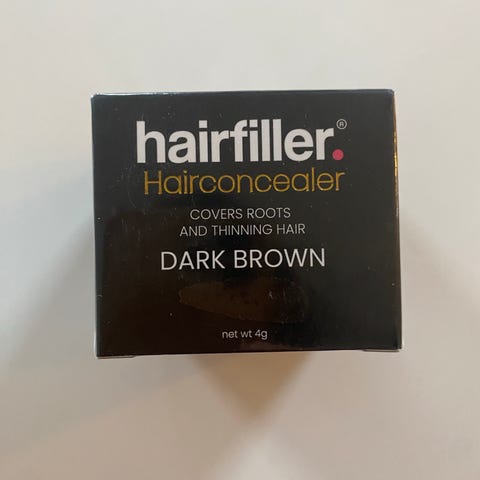 hairfiller.®
Hairconcealer
COVERS ROOTS
AND THINNING HAIR
DARK BROWN
net wt 4g